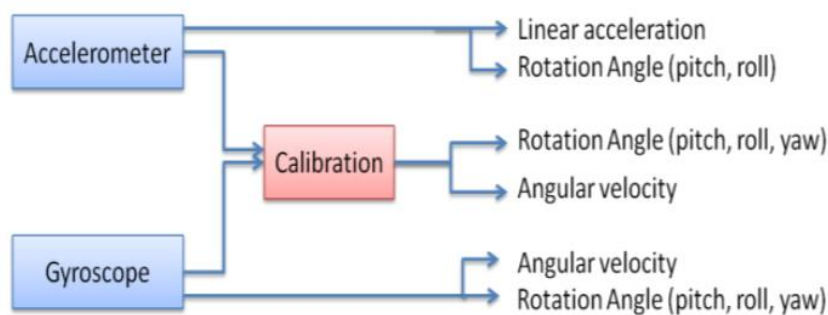 Accelerometer
Linear acceleration
Rotation Angle (pitch, roll)
Calibration
Rotation Angle (pitch, roll, yaw)
Angular velocity
Gyroscope
Angular velocity
Rotation Angle (pitch, roll, yaw)